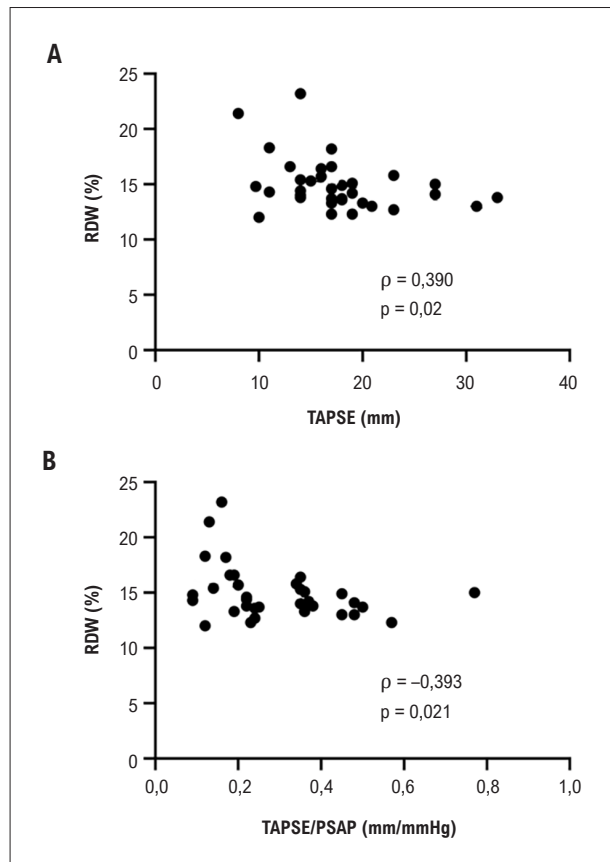 A
25
20
15
10
5
0
RDW (%)
ρ = 0,390
p = 0,02
0 10 20 30 40
TAPSE (mm)
B
25
20
15
10
5
0
RDW (%)
ρ = –0,393
p = 0,021
0,0 0,2 0,4 0,6 0,8 1,0
TAPSE/PSAP (mm/mmHg)